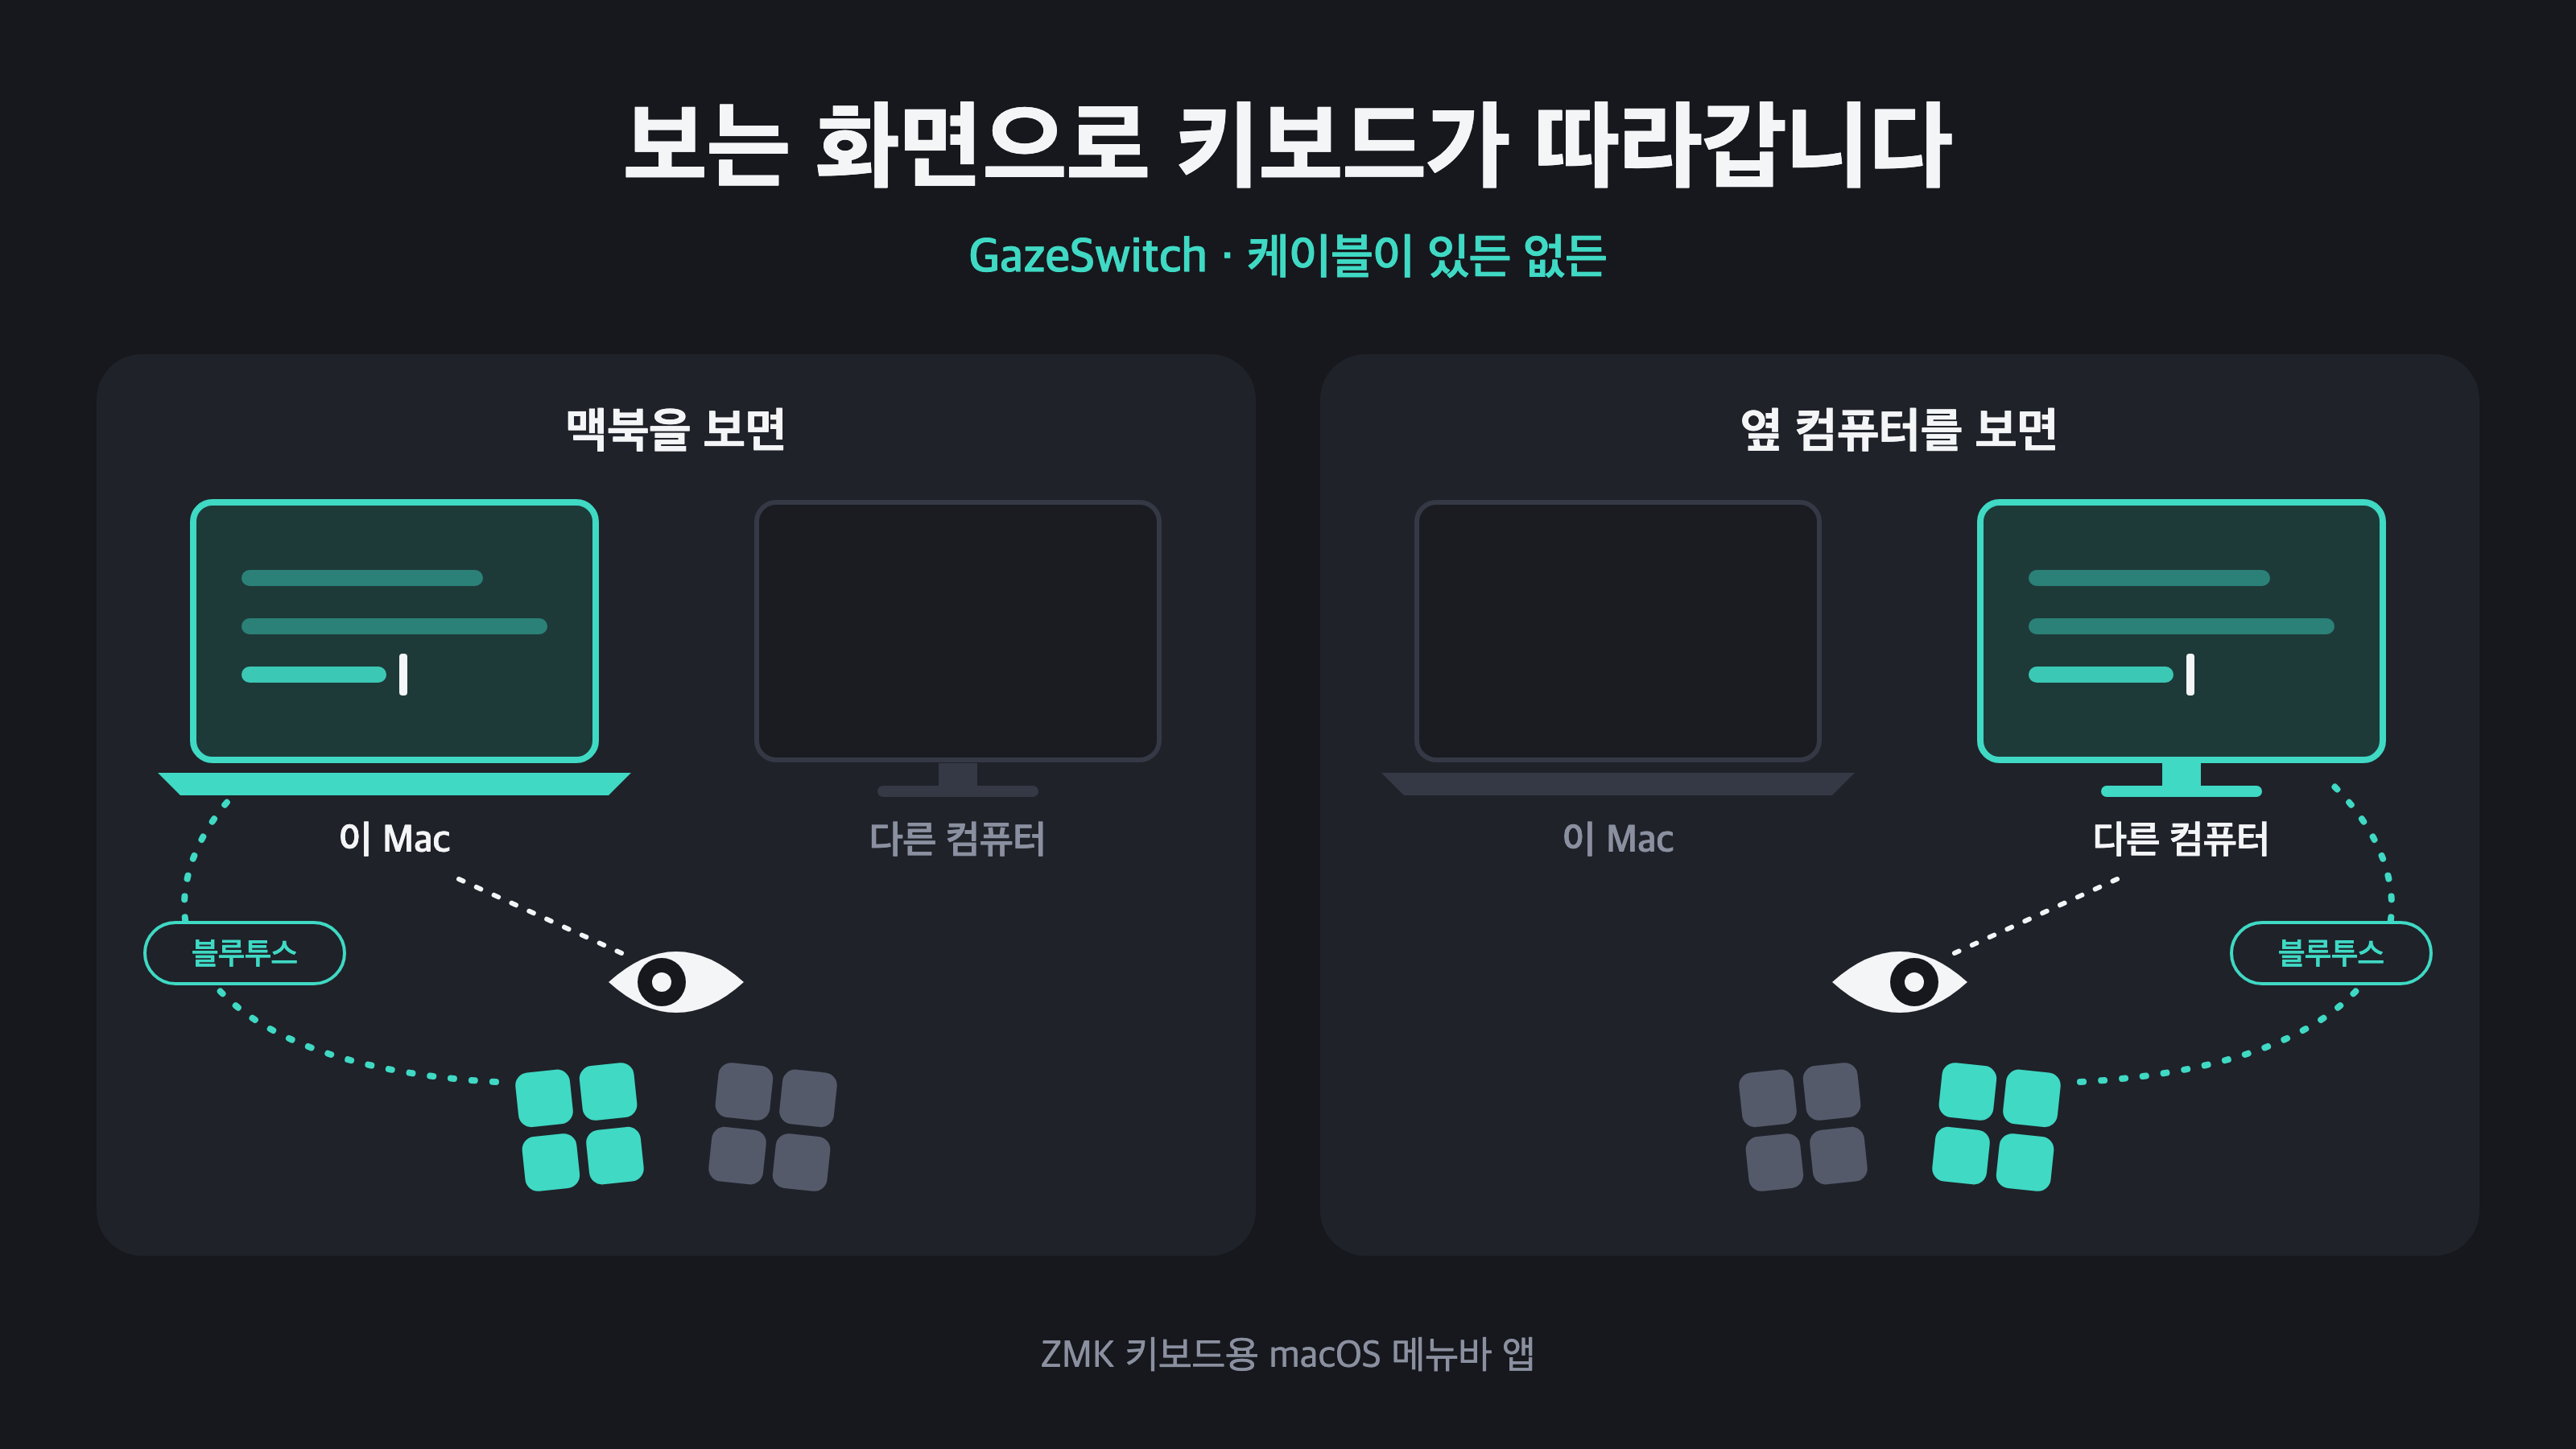 보는 화면으로 키보드가 따라갑니다
GazeSwitch · 케이블이 있든 없든
맥북을 보면
이 Mac
다른 컴퓨터
블루투스
옆 컴퓨터를 보면
이 Mac
다른 컴퓨터
블루투스
ZMK 키보드용 macOS 메뉴바 앱